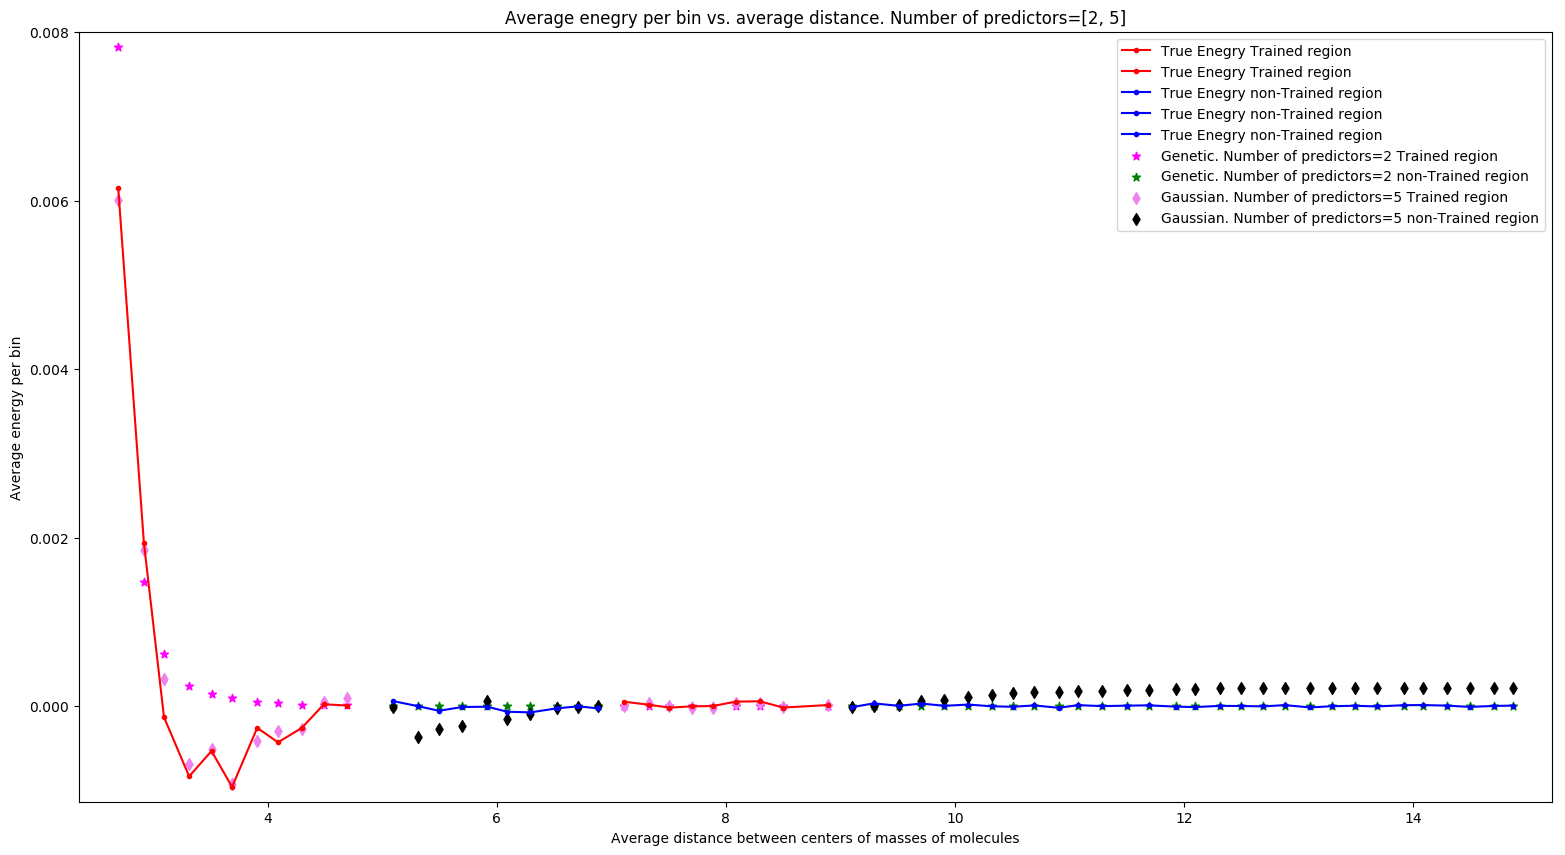 Average enegry per bin vs. average distance. Number of predictors=[2, 5]
True Enegry Trained region
True Enegry Trained region
True Enegry non-Trained region
True Enegry non-Trained region
True Enegry non-Trained region
Genetic. Number of predictors=2 Trained region
Genetic. Number of predictors=2 non-Trained region
Gaussian. Number of predictors=5 Trained region
Gaussian. Number of predictors=5 non-Trained region
Average energy per bin
0.008
0.006
0.004
0.002
0.000
4
6
8
10
12
14
Average distance between centers of masses of molecules